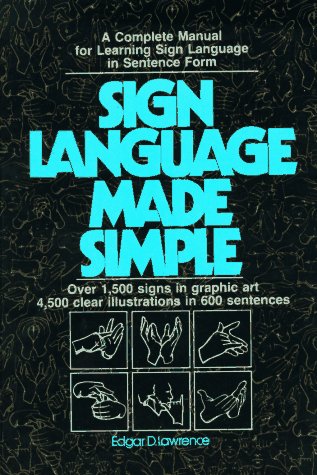 A Complete Manual
for Learning Sign Language
in Sentence Form
SIGN
LANGUAGE
MADE
SIMPLE
Over 1,500 signs in graphic art
4,500 clear illustrations in 600 sentences
Edgar D. Lawrence